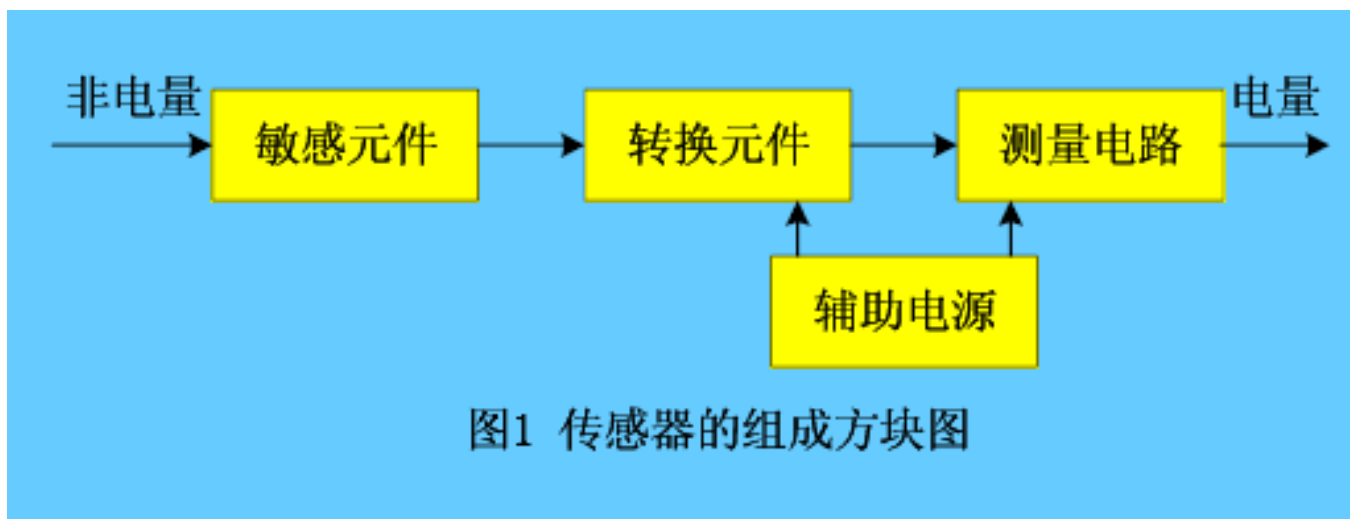 非电量
敏感元件
转换元件
测量电路
电量
辅助电源
图1 传感器的组成方块图